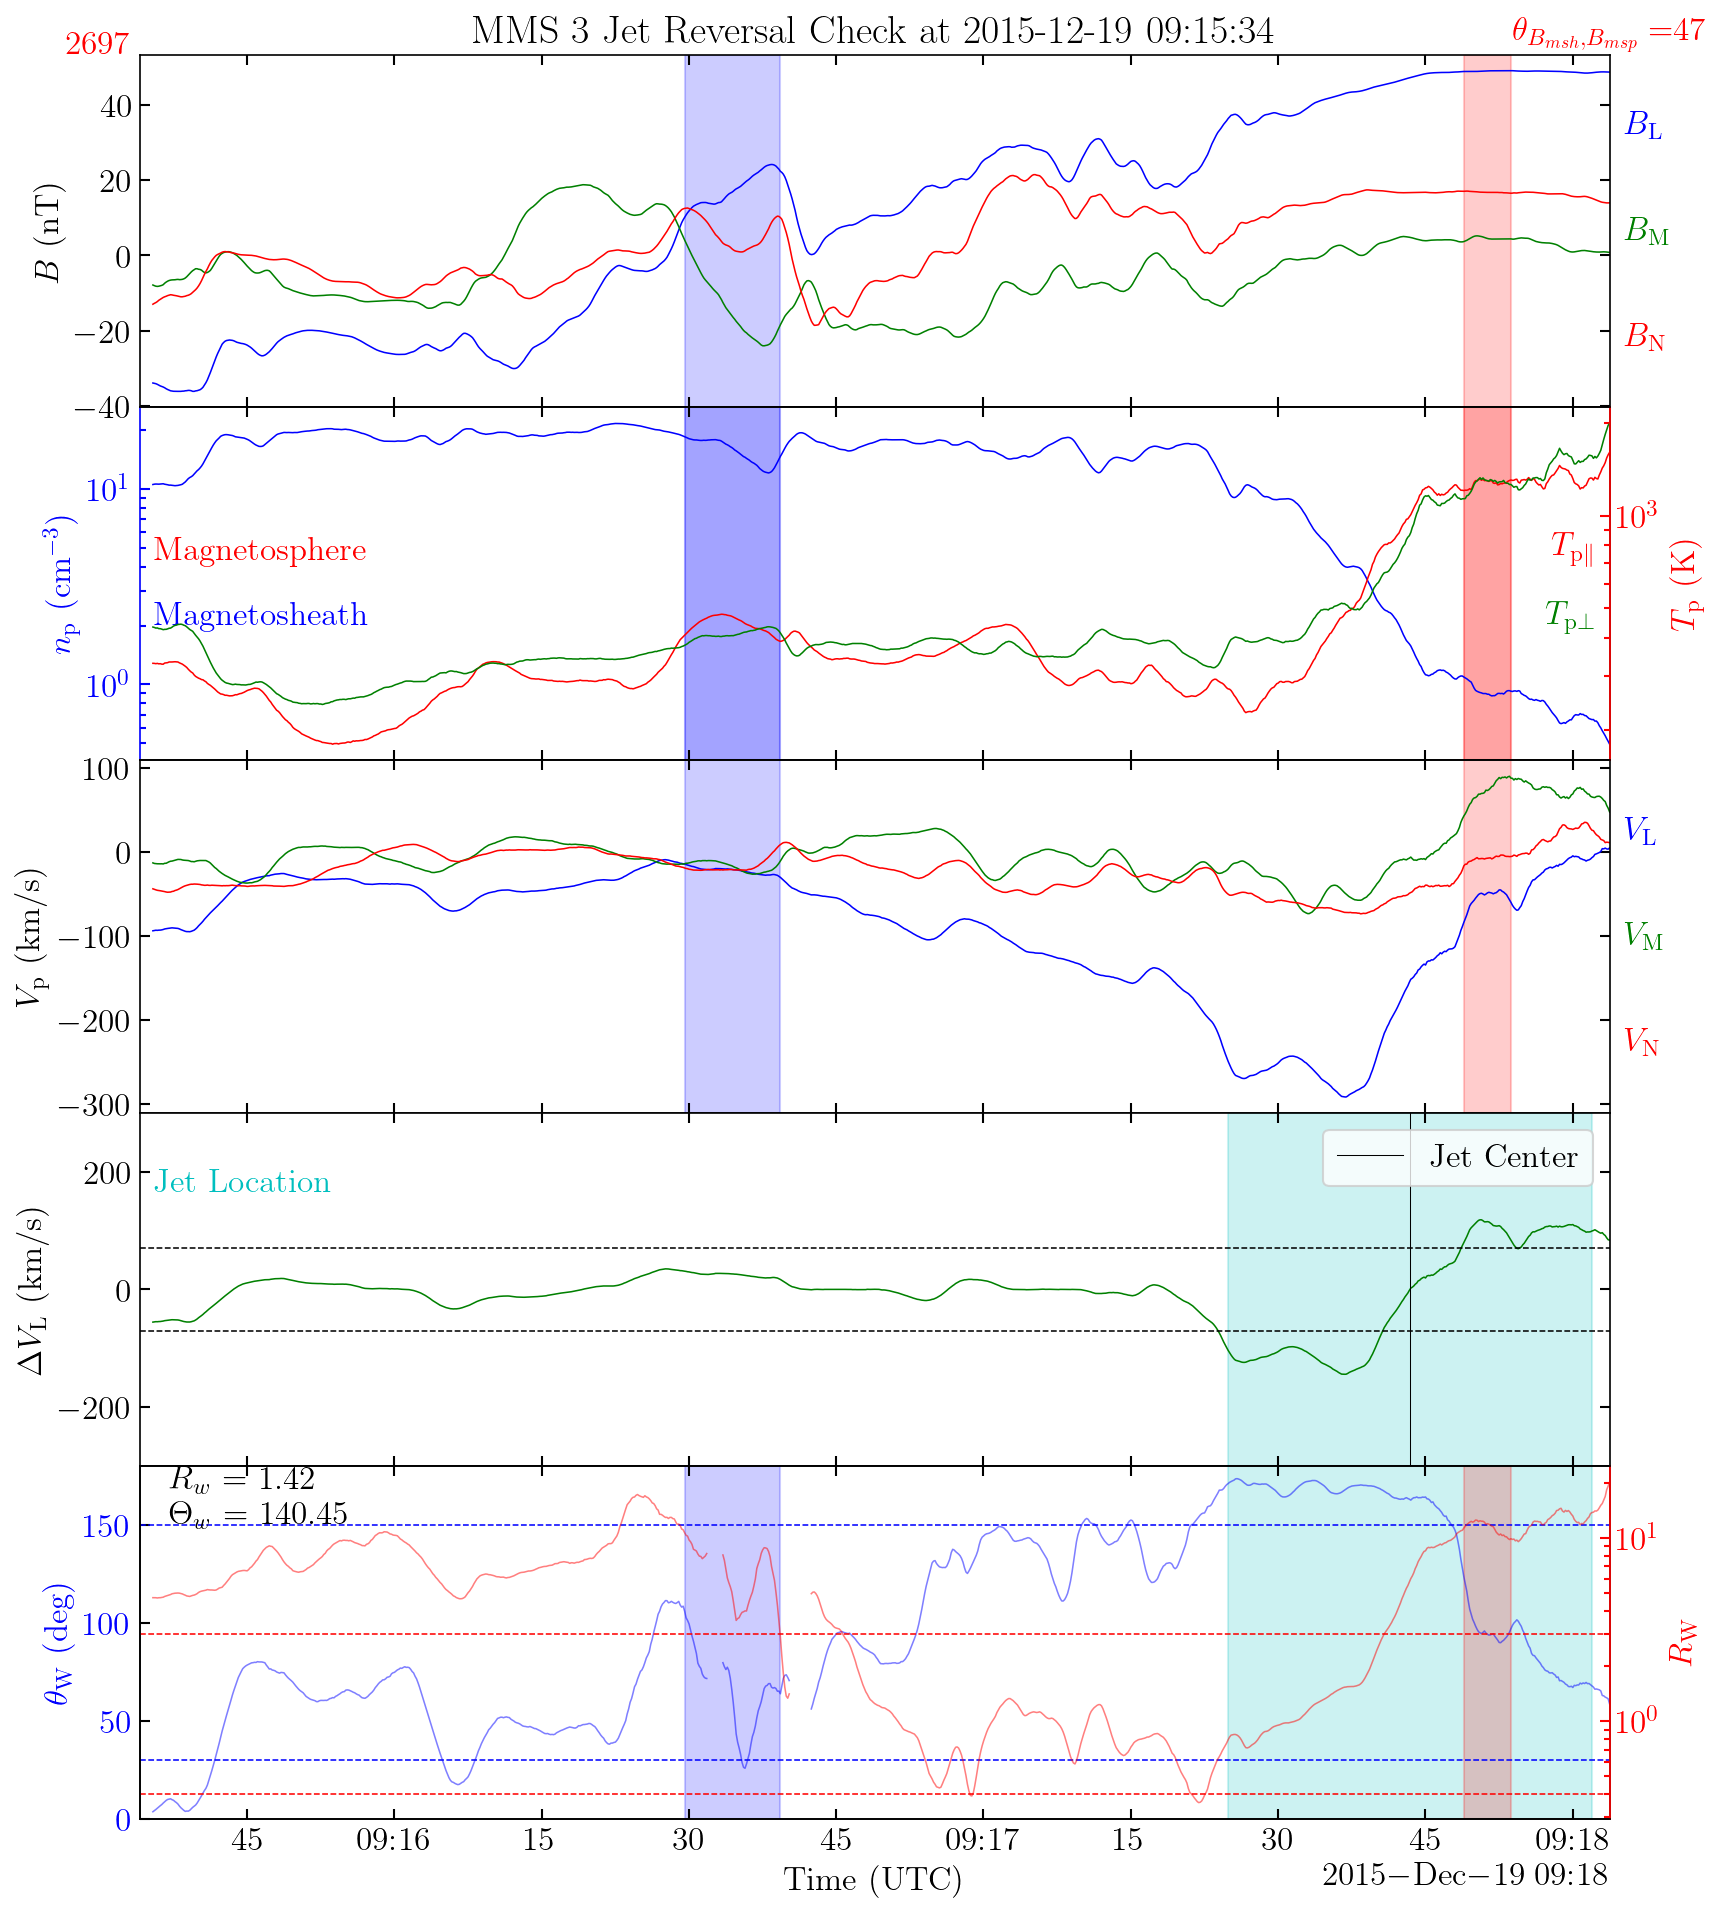 MMS 3 Jet Reversal Check at 2015-12-19 09:15:34
2697
θ_{B_{msh},B_{msp}} =47
40
20
0
−20
−40
B (nT)
B_L
B_M
B_N
10^1
10^0
n_p (cm^{−3})
Magnetosphere
Magnetosheath
T_{p∥}
T_{p⊥}
10^3
T_p (K)
100
0
−100
−200
−300
V_p (km/s)
V_L
V_M
V_N
200
0
−200
ΔV_L (km/s)
Jet Location
Jet Center
R_w = 1.42
Θ_w = 140.45
150
100
50
0
θ_W (deg)
10^1
10^0
R_W
45 09:16 15 30 45 09:17 15 30 45 09:18
Time (UTC)
2015−Dec−19 09:18